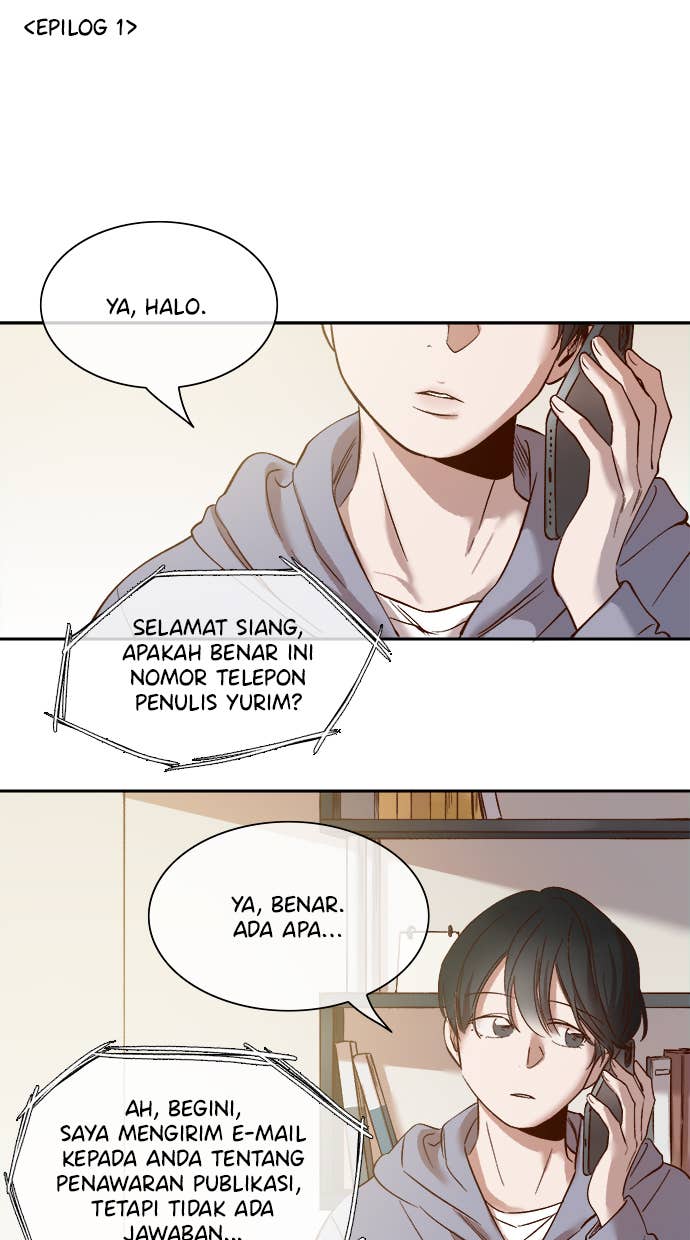 <EPILOG 1>
YA, HALO.
SELAMAT SIANG,
APAKAH BENAR INI
NOMOR TELEPON
PENULIS YURIM?
YA, BENAR.
ADA APA...
AH, BEGINI,
SAYA MENGIRIM E-MAIL
KEPADA ANDA TENTANG
PENAWARAN PUBLIKASI,
TETAPI TIDAK ADA
JAWABAN...